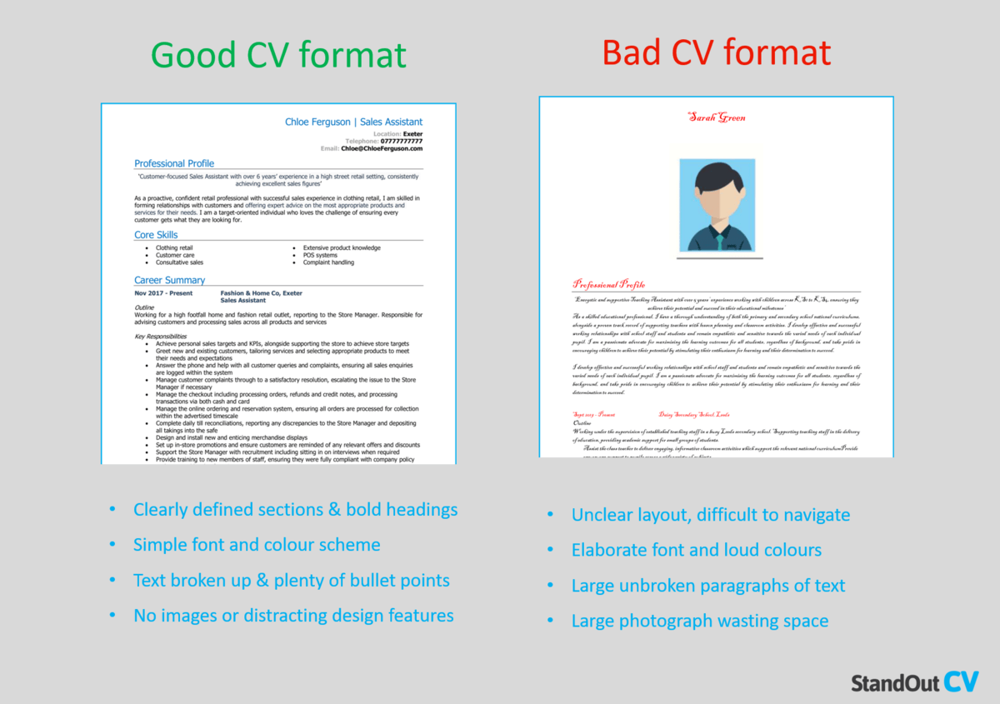 Good CV format
Chloe Ferguson | Sales Assistant
Location: Exeter
Telephone: 07777777777
Email: Chloe@ChloeFerguson.com
Professional Profile
'Customer-focused Sales Assistant with over 6 years' experience in a high street retail setting, consistently
achieving excellent sales figures'
As a proactive, confident retail professional with successful sales experience in clothing retail, I am skilled in
forming relationships with customers and offering expert advice on the most appropriate products and
services for their needs. I am a target-oriented individual who loves the challenge of ensuring every
customer gets what they are looking for.
Core Skills
• Clothing retail
• Customer care
• Consultative sales
• Extensive product knowledge
• POS systems
• Complaint handling
Career Summary
Nov 2017 - Present Fashion & Home Co, Exeter
Sales Assistant
Outline
Working for a high footfall home and fashion retail outlet, reporting to the Store Manager. Responsible for
advising customers and processing sales across all products and services
Key Responsibilities
• Achieve personal sales targets and KPIs, alongside supporting the store to achieve store targets
• Greet new and existing customers, tailoring services and selecting appropriate products to meet
their needs and expectations
• Answer the phone and help with all customer queries and complaints, ensuring all sales enquiries
are logged within the system
• Manage customer complaints through to a satisfactory resolution, escalating the issue to the Store
Manager if necessary
• Manage the checkout including processing orders, refunds and credit notes, and processing
transactions via both cash and card
• Manage the online ordering and reservation system, ensuring all orders are processed for collection
within the advertised timescale
• Complete daily till reconciliations, reporting any discrepancies to the Store Manager and depositing
all takings into the safe
• Design and install new and enticing merchandise displays
• Set up in-store promotions and ensure customers are reminded of any relevant offers and discounts
• Support the Store Manager with recruitment including sitting in on interviews when required
• Provide training to new members of staff, ensuring they were fully compliant with company policy
• Clearly defined sections & bold headings
• Simple font and colour scheme
• Text broken up & plenty of bullet points
• No images or distracting design features
Bad CV format
Sarah Green
Professional Profile
'Energetic and supportive Teaching Assistant with over 5 years' experience working with children across KS1 to KS4, ensuring they
achieve their potential and succeed in their educational milestones'
As a skilled educational professional, I have a thorough understanding of both the primary and secondary school national curriculums,
alongside a proven track record of supporting teachers with lesson planning and classroom activities. I develop effective and successful
working relationships with school staff and students and remain empathetic and sensitive towards the varied needs of each individual
pupil. I am a passionate advocate for maximising the learning outcomes for all students, regardless of background, and take pride in
encouraging children to achieve their potential by stimulating their enthusiasm for learning and their determination to succeed.
I develop effective and successful working relationships with school staff and students and remain empathetic and sensitive towards the
varied needs of each individual pupil. I am a passionate advocate for maximising the learning outcomes for all students, regardless of
background, and take pride in encouraging children to achieve their potential by stimulating their enthusiasm for learning and their
determination to succeed.
Sept - Present Daisy Secondary School, Leeds
Outline
Working under the supervision of established teaching staff in a busy Leeds secondary school. Supporting teaching staff in the delivery
of education, providing academic support for small groups of students.
Assist the class teacher to deliver engaging, informative classroom activities which support the relevant national curriculumProvide
• Unclear layout, difficult to navigate
• Elaborate font and loud colours
• Large unbroken paragraphs of text
• Large photograph wasting space
StandOut CV